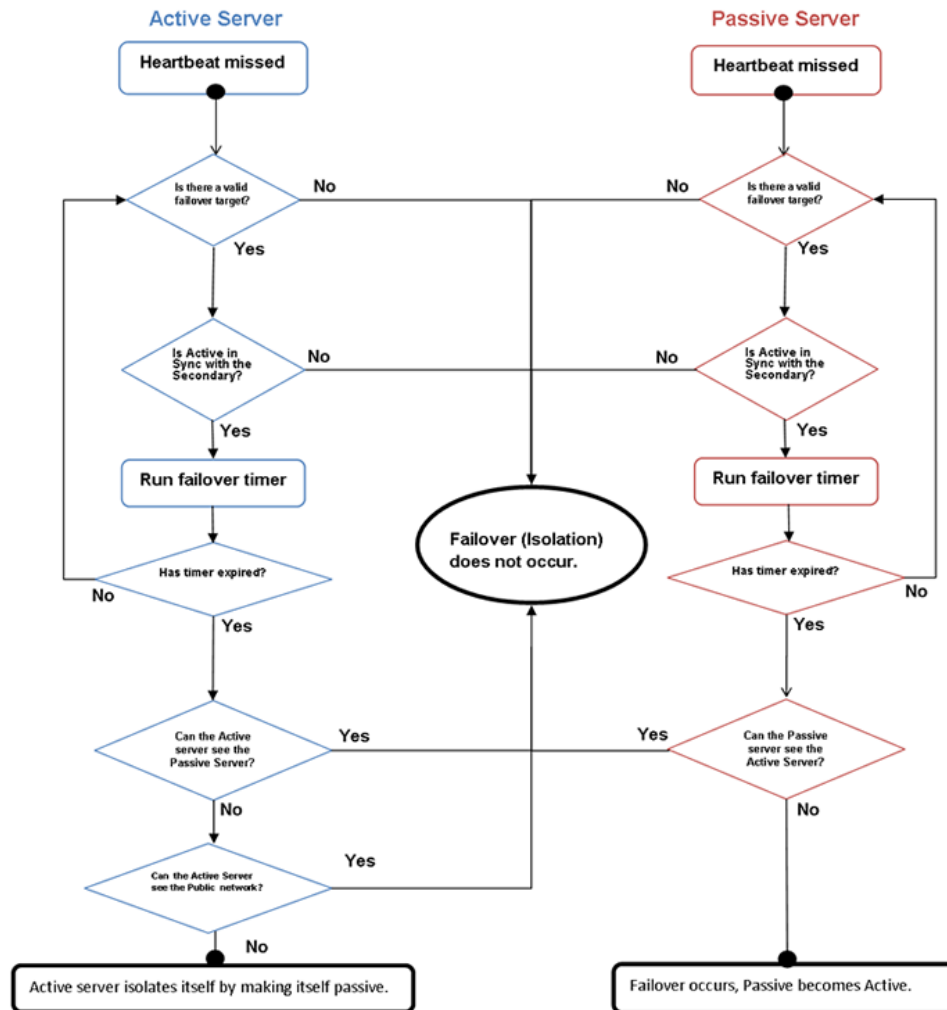 Active Server
Passive Server
Heartbeat missed
Heartbeat missed
Is there a valid
failover target?
No
No
Is there a valid
failover target?
Yes
Yes
Is Active in
Sync with the
Secondary?
No
No
Is Active in
Sync with the
Secondary?
Yes
Yes
Run failover timer
Run failover timer
Failover (Isolation)
does not occur.
Has timer expired?
Has timer expired?
No
No
Yes
Yes
Can the Active
server see the
Passive Server?
Yes
Yes
Can the Passive
server see the
Active Server?
No
No
Can the Active Server
see the Public network?
Yes
No
Active server isolates itself by making itself passive.
Failover occurs, Passive becomes Active.